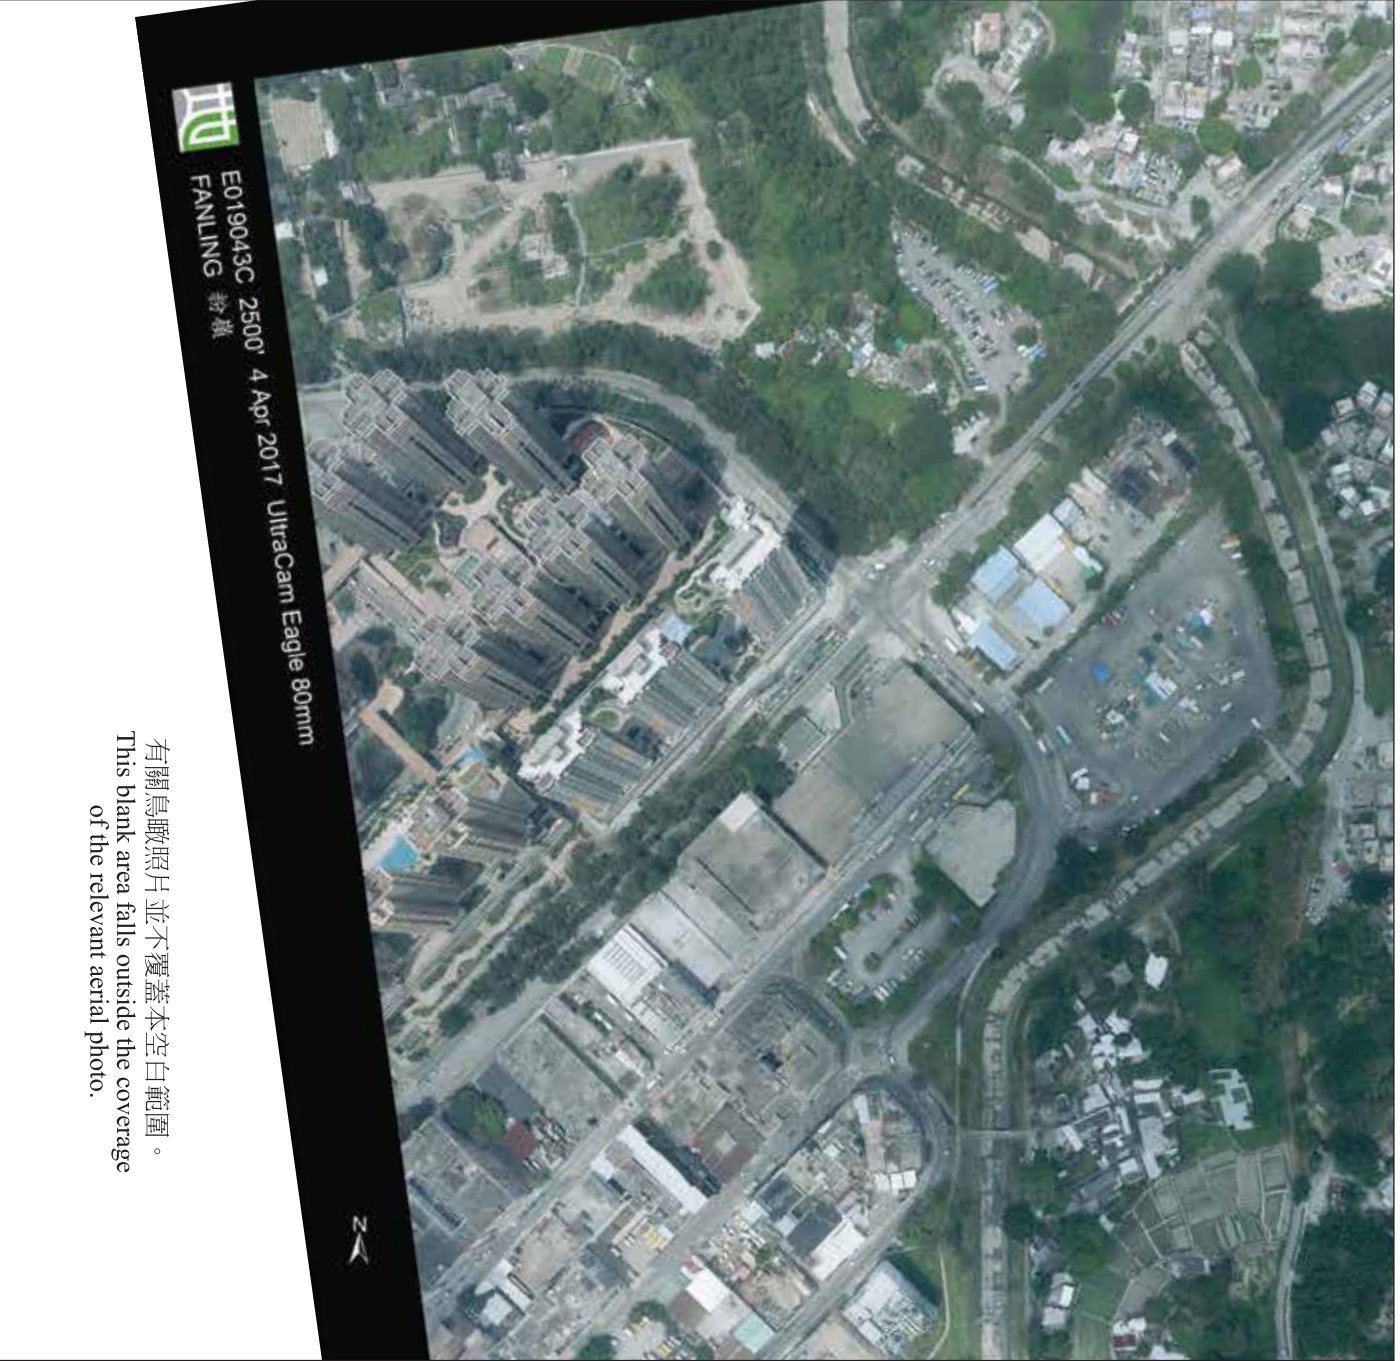 E019043C 2500' 4 Apr 2017 UltraCam Eagle 80mm
FANLING 粉嶺
有關鳥瞰照片並不覆蓋本空白範圍。
This blank area falls outside the coverage
of the relevant aerial photo.
N